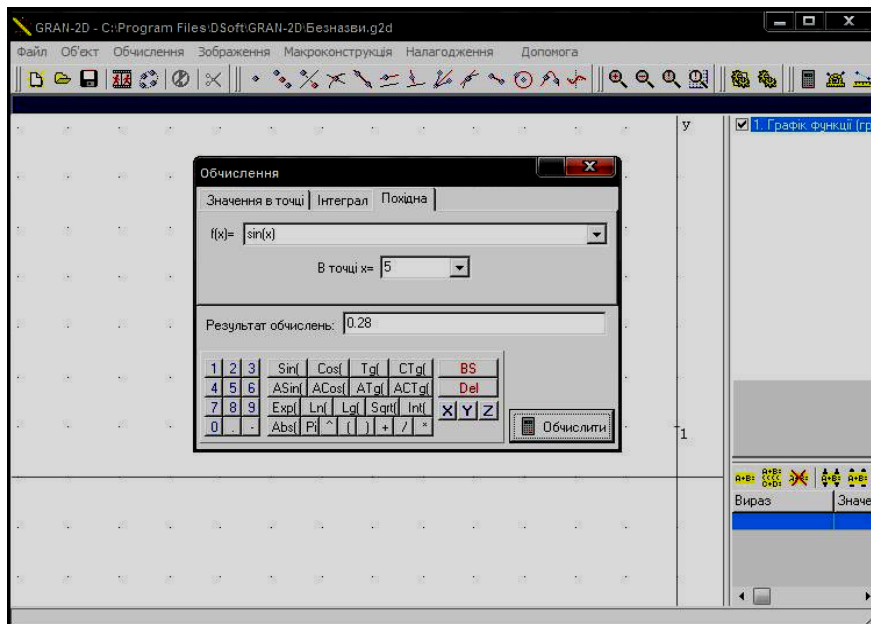 GRAN-2D - C:\Program Files\DSoft\GRAN-2D\Безназви.g2d
Файл Об'єкт Обчислення Зображення Макроконструкція Налагодження Допомога
У
1. Графік функції (гр
Обчислення
Значення в точці Інтеграл Похідна
f(x)= sin(x)
В точці x= 5
Результат обчислень: 0.28
1 2 3 Sin( Cos( Tg( CTg( BS
4 5 6 ASin( ACos( ATg( ACTg( Del
7 8 9 Exp( Ln( Lg( Sqrt( Int( X Y Z
0 . - Abs( Pi ^ ( ) + / *
Обчислити
1
Вираз Значе